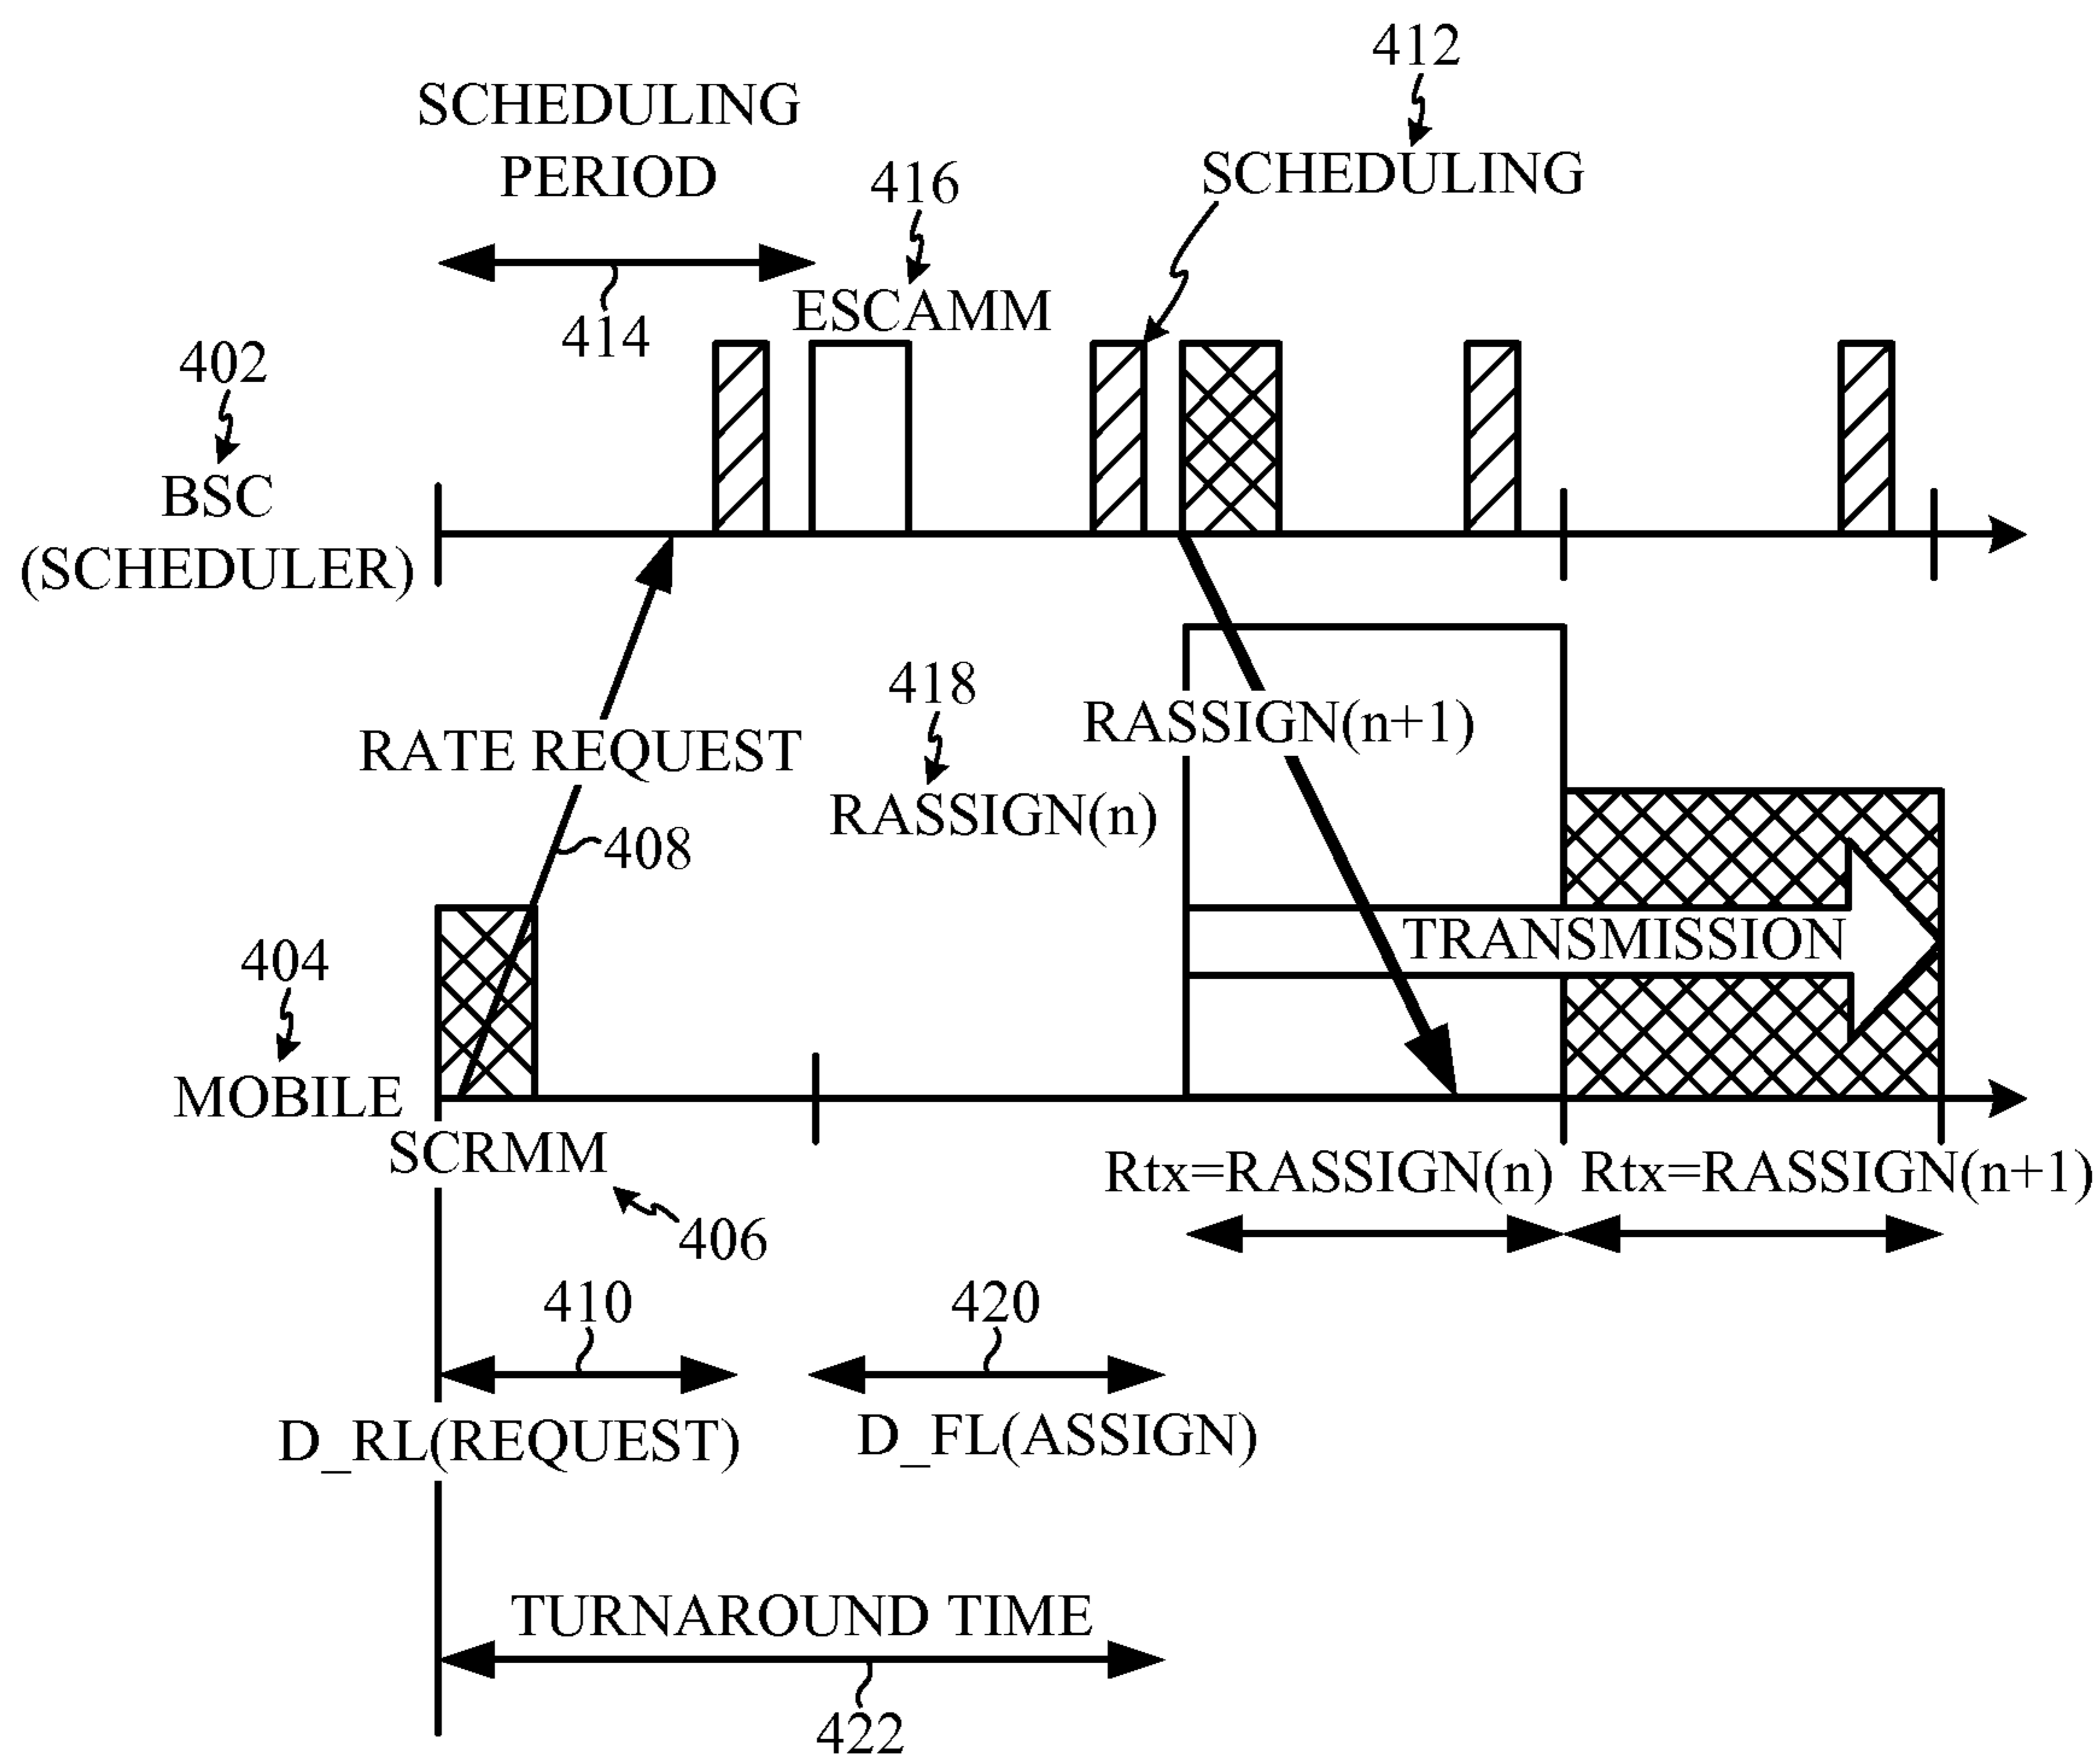 412
SCHEDULING
PERIOD
416
SCHEDULING
414
ESCAMM
402
BSC
(SCHEDULER)
418
RASSIGN(n+1)
RATE REQUEST
RASSIGN(n)
408
TRANSMISSION
404
MOBILE
SCRMM
406
Rtx=RASSIGN(n)
Rtx=RASSIGN(n+1)
410
420
D_RL(REQUEST)
D_FL(ASSIGN)
TURNAROUND TIME
422